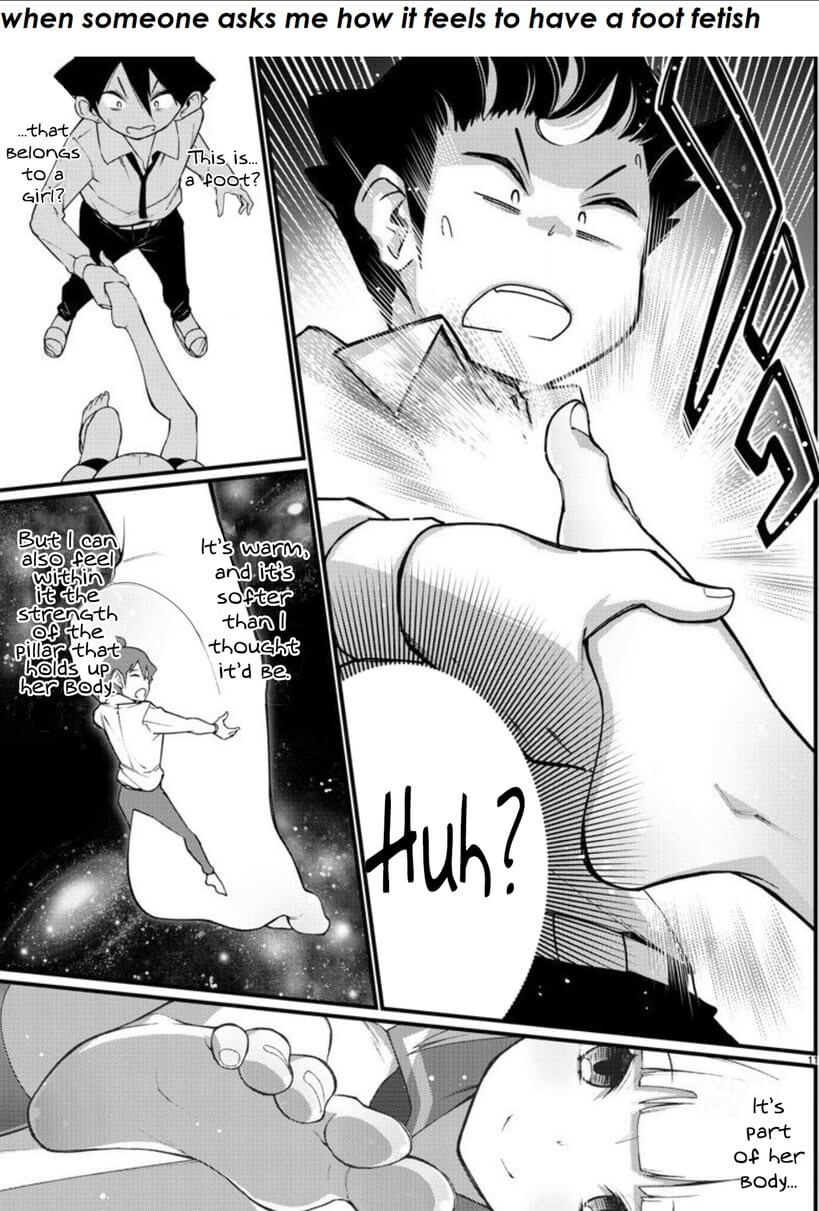 when someone asks me how it feels to have a foot fetish
Huh?
This is...
a foot?
...that
belongs
to a
girl?
It's warm,
and it's
softer
than I
thought
it'd be.
But I can
also feel
within
it the
strength
of the
pillar that
holds up
her body.
It's
part
of her
body...
11